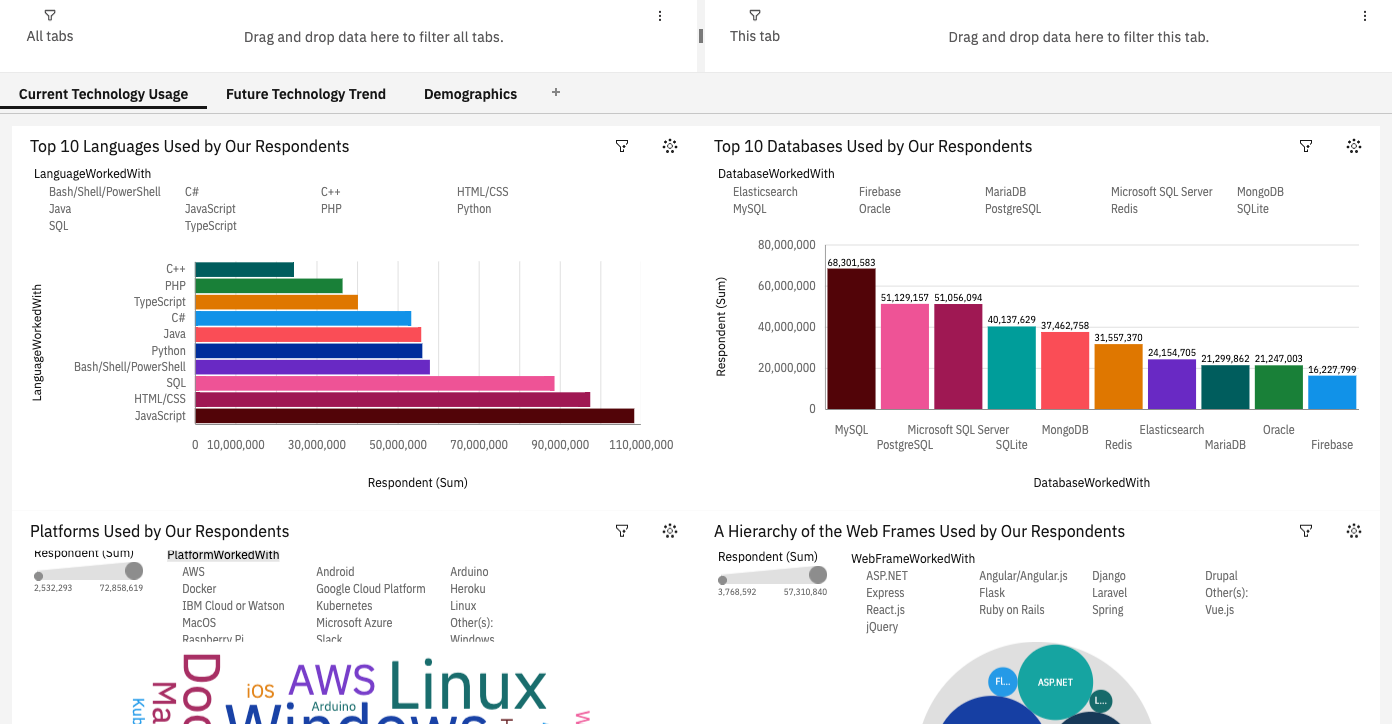 All tabs
Drag and drop data here to filter all tabs.
This tab
Drag and drop data here to filter this tab.
Current Technology Usage Future Technology Trend Demographics +
Top 10 Languages Used by Our Respondents
LanguageWorkedWith
Bash/Shell/PowerShell C# C++ HTML/CSS
Java JavaScript PHP Python
SQL TypeScript
LanguageWorkedWith
C++
PHP
TypeScript
C#
Java
Python
Bash/Shell/PowerShell
SQL
HTML/CSS
JavaScript
0 10,000,000 30,000,000 50,000,000 70,000,000 90,000,000 110,000,000
Respondent (Sum)
Top 10 Databases Used by Our Respondents
DatabaseWorkedWith
Elasticsearch Firebase MariaDB Microsoft SQL Server MongoDB
MySQL Oracle PostgreSQL Redis SQLite
Respondent (Sum)
80,000,000
60,000,000
40,000,000
20,000,000
0
68,301,583
51,129,157
51,056,094
40,137,629
37,462,758
31,557,370
24,154,705
21,299,862
21,247,003
16,227,799
MySQL Microsoft SQL Server MongoDB Elasticsearch Oracle
PostgreSQL SQLite Redis MariaDB Firebase
DatabaseWorkedWith
Platforms Used by Our Respondents
Respondent (Sum)
2,532,293 72,858,619
PlatformWorkedWith
AWS Android Arduino
Docker Google Cloud Platform Heroku
IBM Cloud or Watson Kubernetes Linux
MacOS Microsoft Azure Other(s):
Raspberry Pi Slack Windows
Doc
AWS
Linux
iOS
Arduino
Ma
Kub
Windows
A Hierarchy of the Web Frames Used by Our Respondents
Respondent (Sum)
3,768,592 57,310,840
WebFrameWorkedWith
ASP.NET Angular/Angular.js Django Drupal
Express Flask Laravel Other(s):
React.js Ruby on Rails Spring Vue.js
jQuery
Fl...
ASP.NET
L...